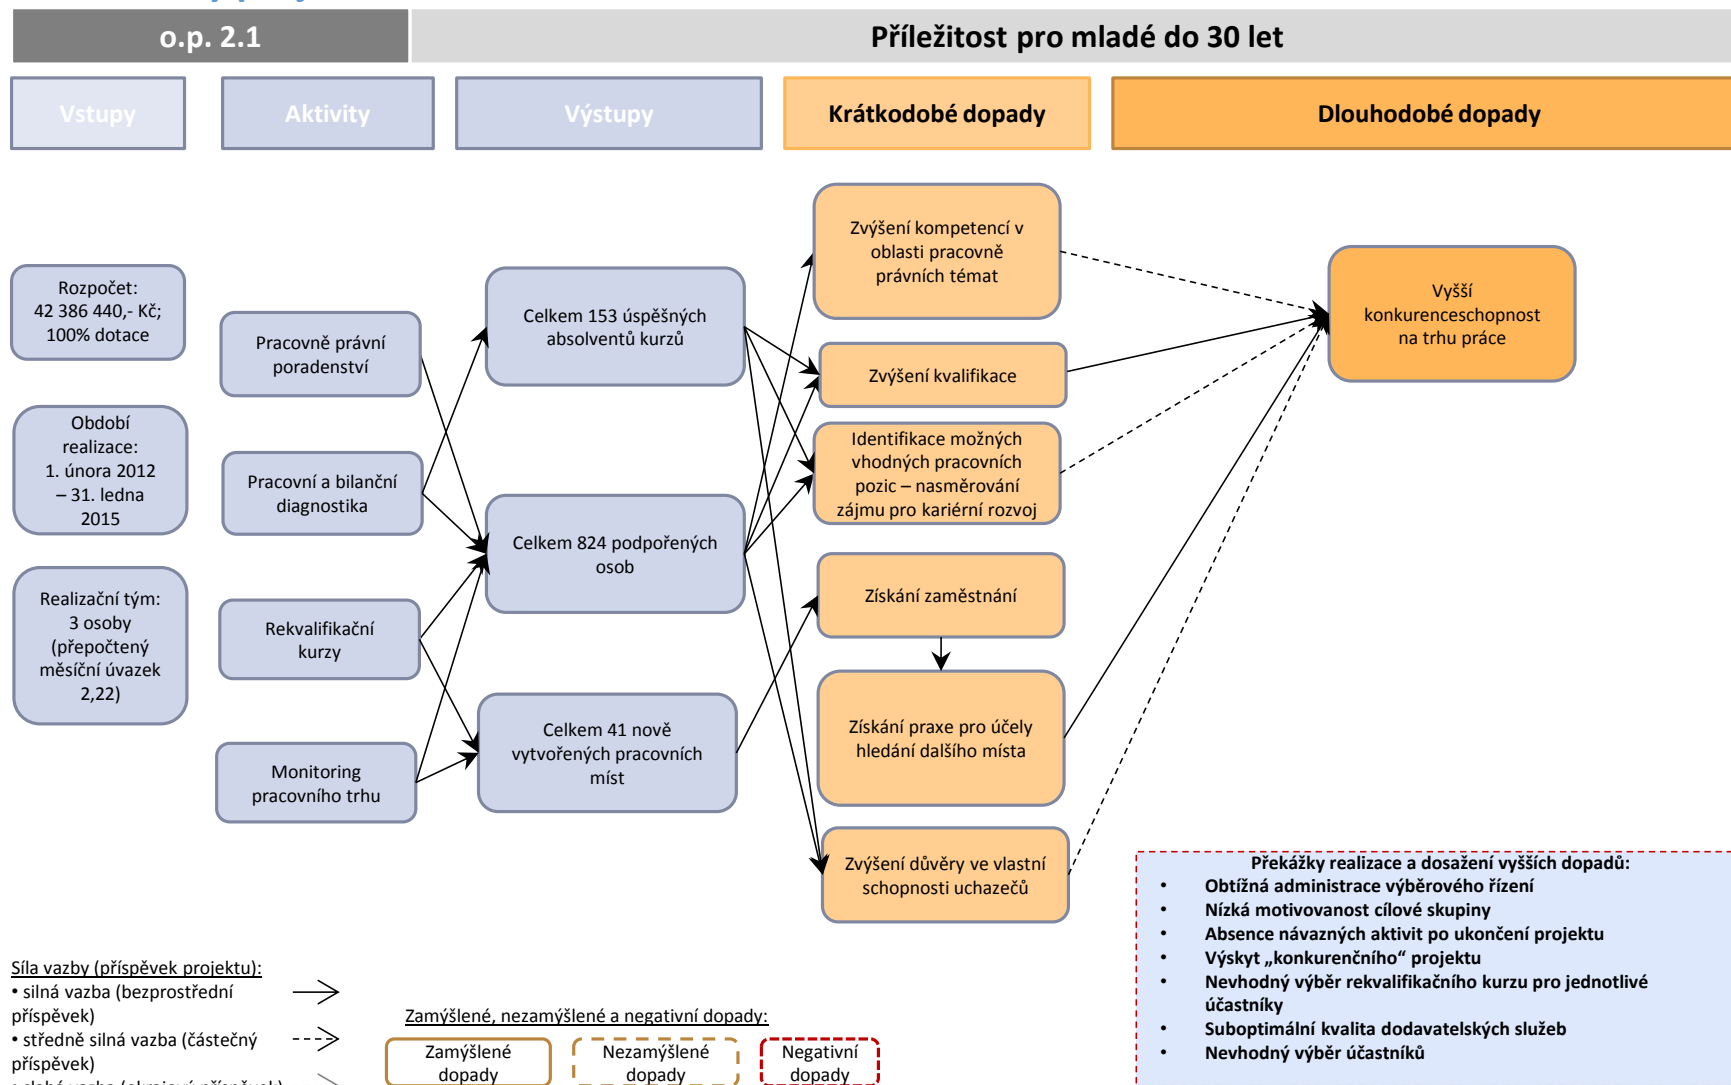 o.p. 2.1
Příležitost pro mladé do 30 let
Vstupy
Aktivity
Výstupy
Krátkodobé dopady
Dlouhodobé dopady
Rozpočet:
42 386 440,- Kč;
100% dotace
Období
realizace:
1. února 2012
– 31. ledna
2015
Realizační tým:
3 osoby
(přepočtený
měsíční úvazek
2,22)
Pracovně právní
poradenství
Pracovní a bilanční
diagnostika
Rekvalifikační
kurzy
Monitoring
pracovního trhu
Celkem 153 úspěšných
absolventů kurzů
Celkem 824 podpořených
osob
Celkem 41 nově
vytvořených pracovních
míst
Zvýšení kompetencí v
oblasti pracovně
právních témat
Zvýšení kvalifikace
Identifikace možných
vhodných pracovních
pozic – nasměrování
zájmu pro kariérní rozvoj
Získání zaměstnání
Získání praxe pro účely
hledání dalšího místa
Zvýšení důvěry ve vlastní
schopnosti uchazečů
Vyšší
konkurenceschopnost
na trhu práce
Překážky realizace a dosažení vyšších dopadů:
• Obtížná administrace výběrového řízení
• Nízká motivovanost cílové skupiny
• Absence návazných aktivit po ukončení projektu
• Výskyt „konkurenčního“ projektu
• Nevhodný výběr rekvalifikačního kurzu pro jednotlivé
účastníky
• Suboptimální kvalita dodavatelských služeb
• Nevhodný výběr účastníků
Síla vazby (příspěvek projektu):
• silná vazba (bezprostřední
příspěvek)
• středně silná vazba (částečný
příspěvek)
• slabá vazba (okrajový příspěvek)
Zamýšlené, nezamýšlené a negativní dopady:
Zamýšlené
dopady
Nezamýšlené
dopady
Negativní
dopady